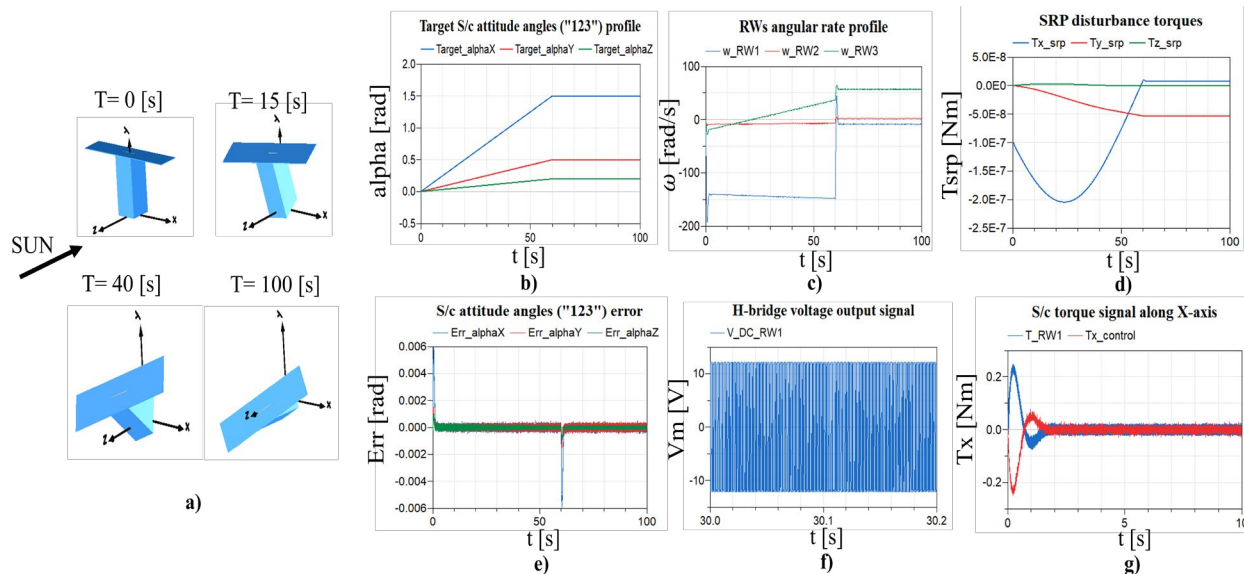 T= 0 [s]
T= 15 [s]
SUN
z
x
z
x
T= 40 [s]
T= 100 [s]
z
x
z
x
a)
Target S/c attitude angles ("123") profile
Target_alphaX Target_alphaY Target_alphaZ
alpha [rad]
1.5
1.0
0.5
0.0
-0.5
0 50 100
t [s]
b)
RWs angular rate profile
w_RW1 w_RW2 w_RW3
ω [rad/s]
100
0
-100
-200
0 50 100
t [s]
c)
SRP disturbance torques
Tx_srp Ty_srp Tz_srp
Tsrp [Nm]
5.0E-8
0.0E0
-5.0E-8
-1.0E-7
-1.5E-7
-2.0E-7
-2.5E-7
0 50 100
t [s]
d)
S/c attitude angles ("123") error
Err_alphaX Err_alphaY Err_alphaZ
Err [rad]
0.006
0.004
0.002
0.000
-0.002
-0.004
-0.006
0 50 100
t [s]
e)
H-bridge voltage output signal
V_DC_RW1
Vm [V]
10
0
-10
30.0 30.1 30.2
t [s]
f)
S/c torque signal along X-axis
T_RW1 Tx_control
Tx [Nm]
0.2
0.0
-0.2
0 5 10
t [s]
g)